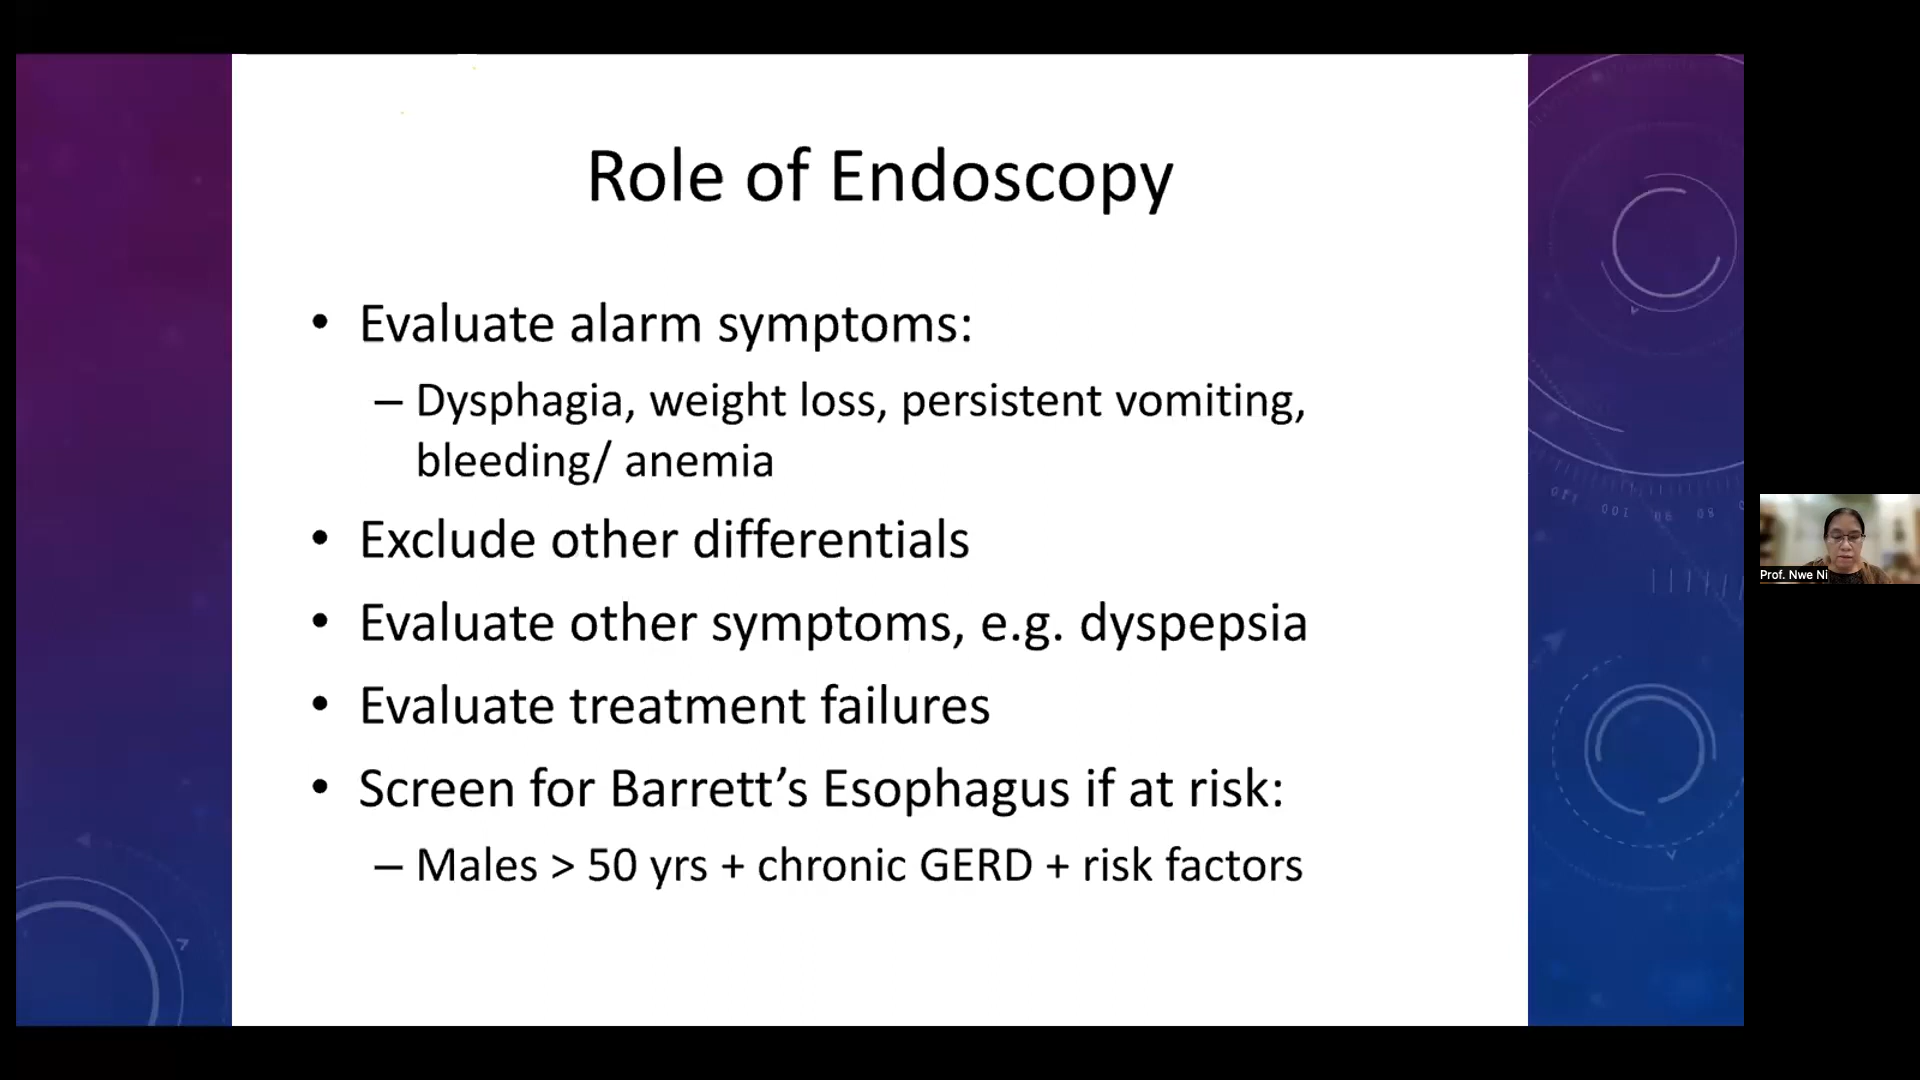 Role of Endoscopy
• Evaluate alarm symptoms:
– Dysphagia, weight loss, persistent vomiting,
bleeding/ anemia
• Exclude other differentials
• Evaluate other symptoms, e.g. dyspepsia
• Evaluate treatment failures
• Screen for Barrett’s Esophagus if at risk:
– Males > 50 yrs + chronic GERD + risk factors
Prof. Nwe Ni